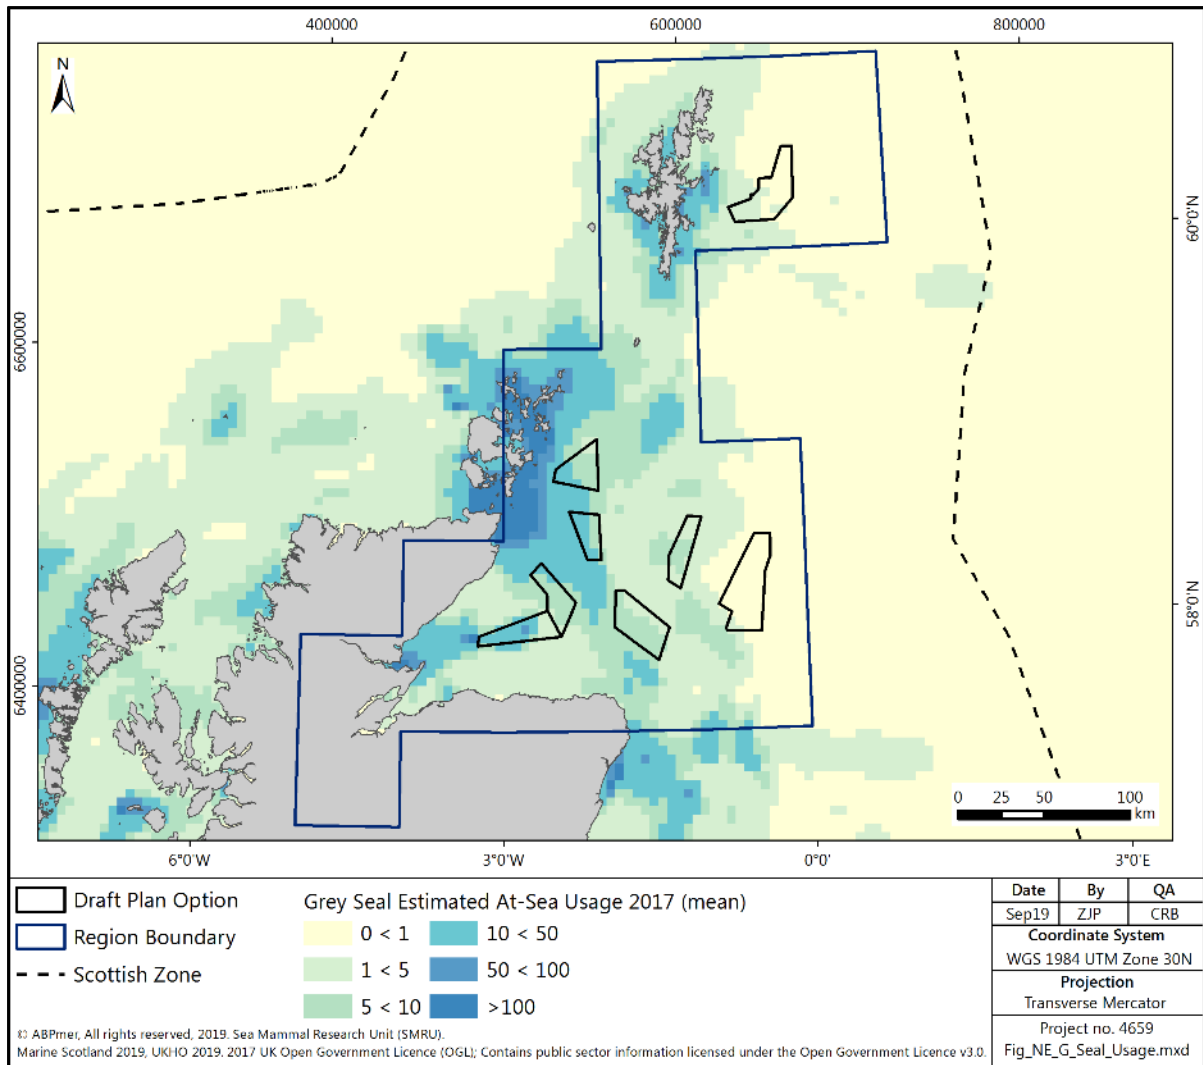 400000 600000 800000
N
60°0'N
6600000
58°0'N
6400000
0 25 50 100
km
6°0'W 3°0'W 0°0' 3°0'E
Draft Plan Option
Region Boundary
Scottish Zone
Grey Seal Estimated At-Sea Usage 2017 (mean)
0 < 1 10 < 50
1 < 5 50 < 100
5 < 10 >100
Date By QA
Sep19 ZJP CRB
Coordinate System
WGS 1984 UTM Zone 30N
Projection
Transverse Mercator
Project no. 4659
Fig_NE_G_Seal_Usage.mxd
© ABPmer, All rights reserved, 2019. Sea Mammal Research Unit (SMRU).
Marine Scotland 2019, UKHO 2019. 2017 UK Open Government Licence (OGL); Contains public sector information licensed under the Open Government Licence v3.0.